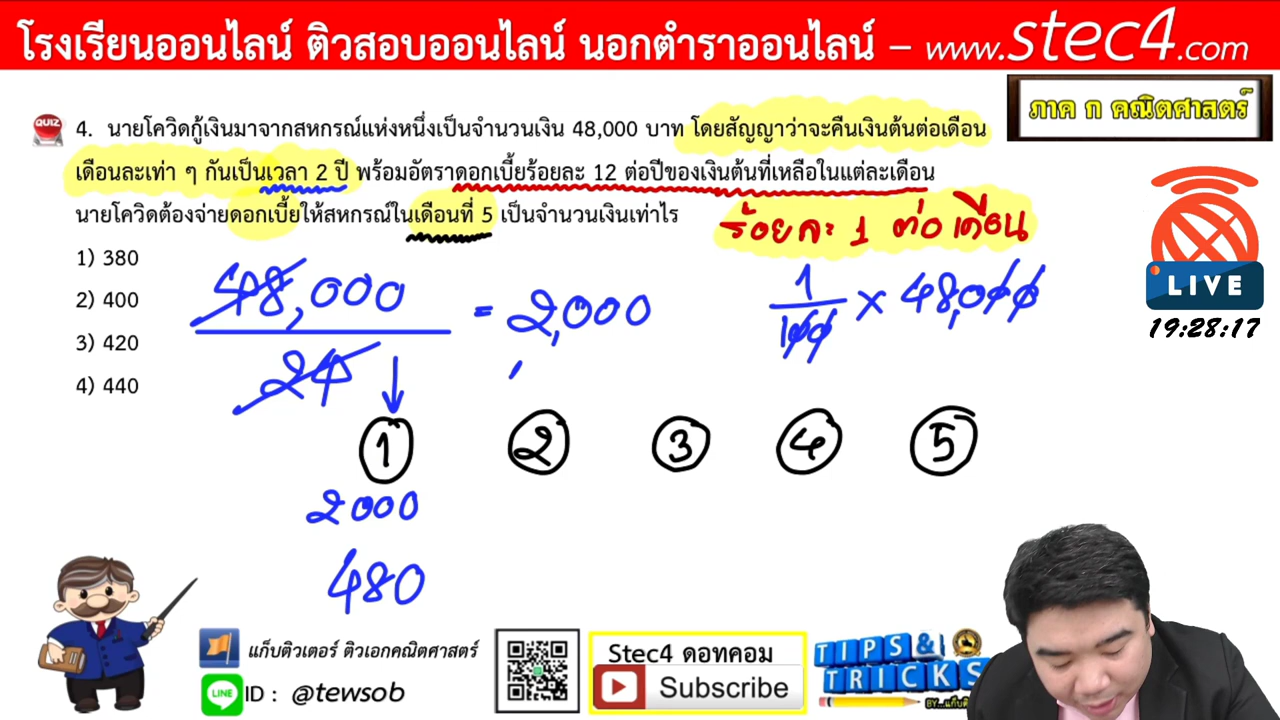 โรงเรียนออนไลน์ ติวสอบออนไลน์ นอกตำราออนไลน์ – www.stec4.com
ภาค ก คณิตศาสตร์
QUIZ
4. นายโควิดกู้เงินมาจากสหกรณ์แห่งหนึ่งเป็นจำนวนเงิน 48,000 บาท โดยสัญญาว่าจะคืนเงินต้นต่อเดือน
เดือนละเท่า ๆ กันเป็นเวลา 2 ปี พร้อมอัตราดอกเบี้ยร้อยละ 12 ต่อปีของเงินต้นที่เหลือในแต่ละเดือน
นายโควิดต้องจ่ายดอกเบี้ยให้สหกรณ์ในเดือนที่ 5 เป็นจำนวนเงินเท่าไร
ร้อยละ 1 ต่อเดือน
1) 380
2) 400
3) 420
4) 440
48,000
24
= 2,000
1
100
× 48,000
LIVE
19:28:17
1 2 3 4 5
2000
480
แก็บติวเตอร์ ติวเอกคณิตศาสตร์
LINE ID : @tewsob
Stec4 ดอทคอม
Subscribe
TIPS &
TRICKS